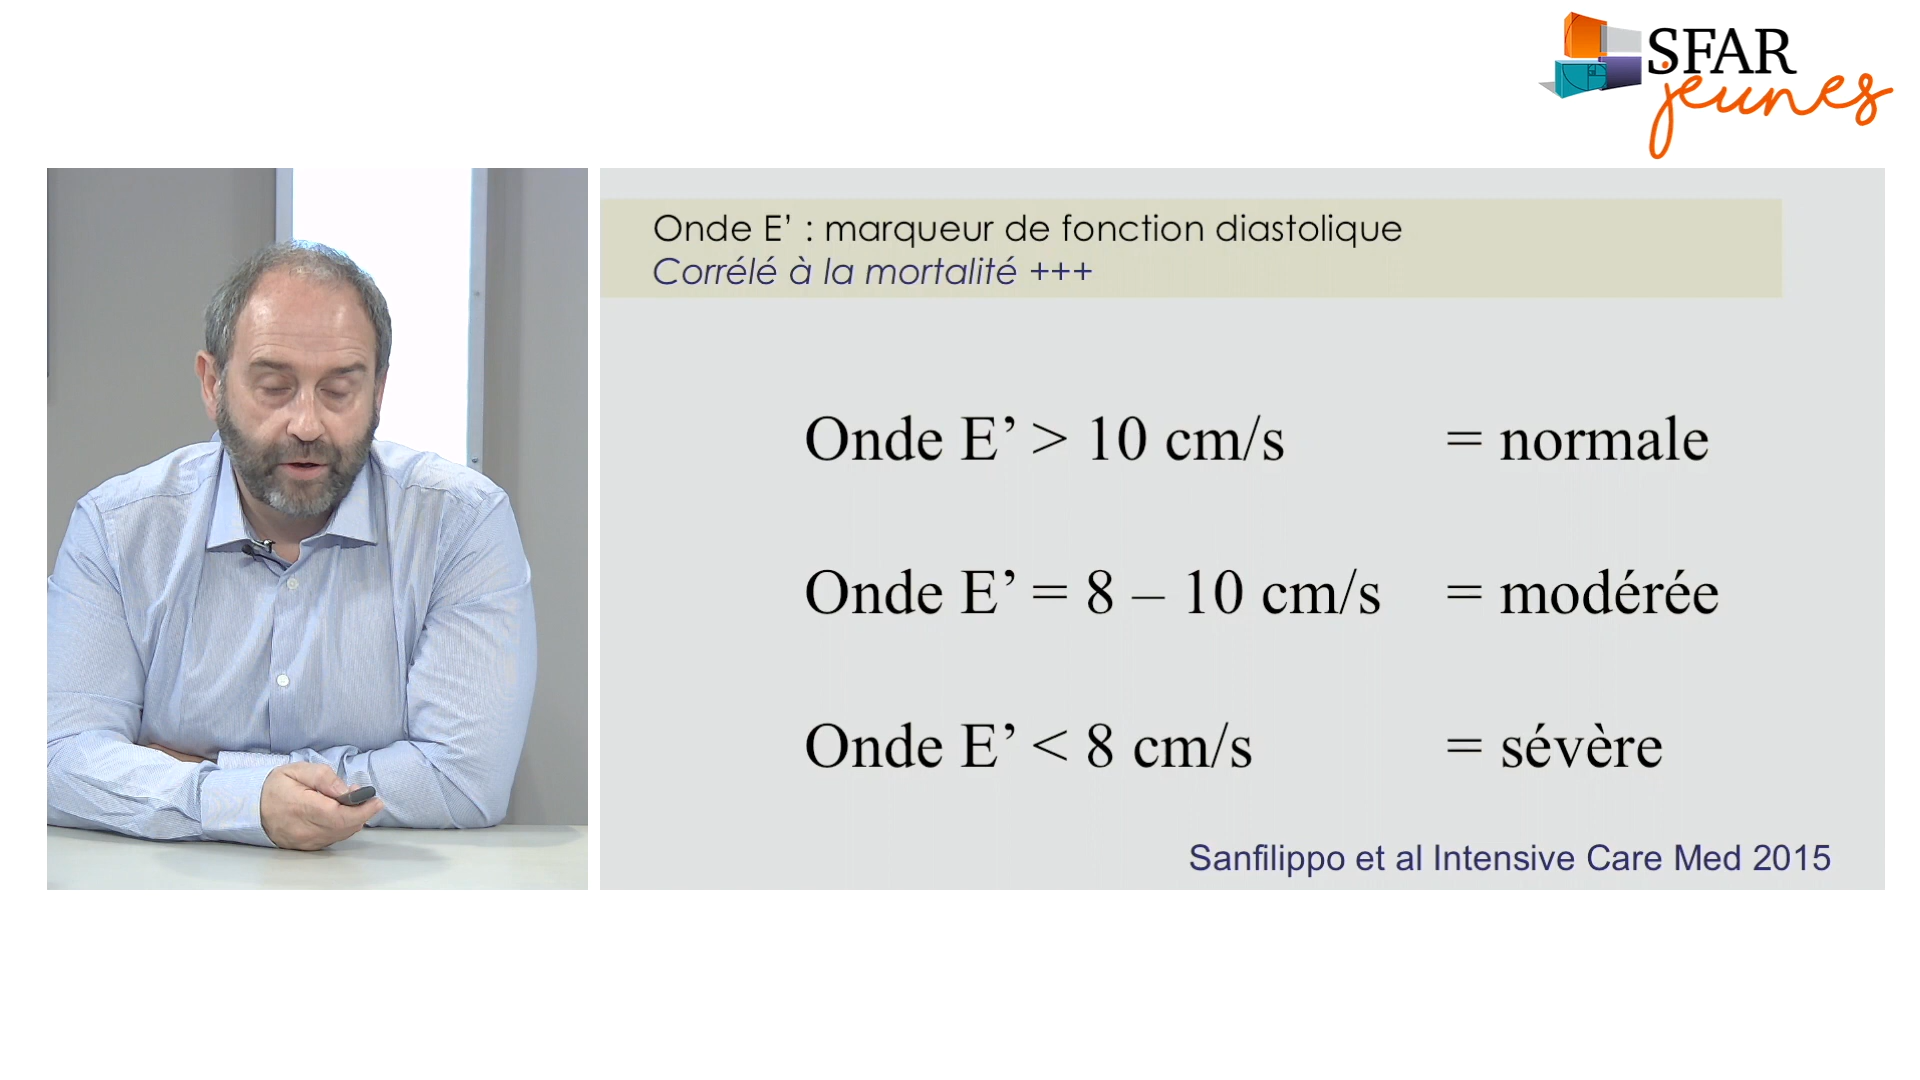 SFAR
jeunes
Onde E’ : marqueur de fonction diastolique
Corrélé à la mortalité +++
Onde E’ > 10 cm/s = normale
Onde E’ = 8 – 10 cm/s = modérée
Onde E’ < 8 cm/s = sévère
Sanfilippo et al Intensive Care Med 2015